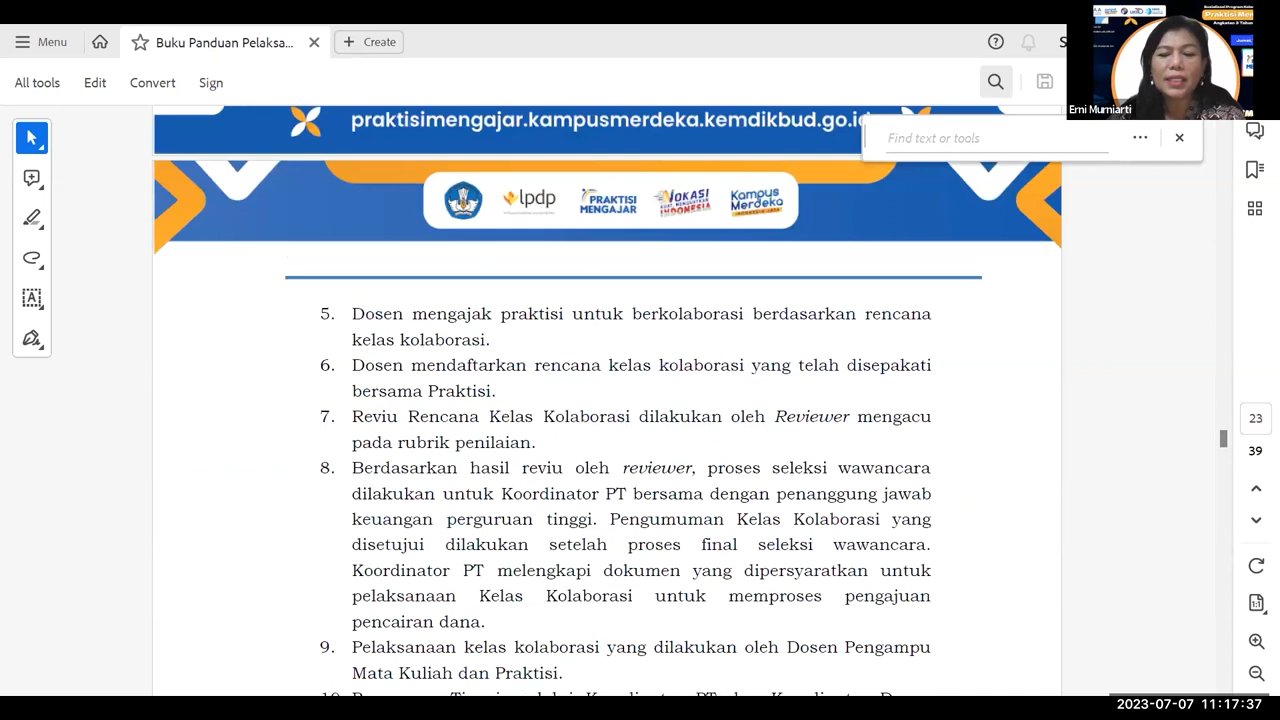 Menu
Buku Panduan Pelaksa...
Create
All tools
Edit
Convert
Sign
praktisimengajar.kampusmerdeka.kemdikbud.go.id
Find text or tools
Praktisi Men
Erni Murniarti
lpdp
PRAKTISI
MENGAJAR
VOKASI
INDONESIA
Kampus
Merdeka
5. Dosen mengajak praktisi untuk berkolaborasi berdasarkan rencana
kelas kolaborasi.
6. Dosen mendaftarkan rencana kelas kolaborasi yang telah disepakati
bersama Praktisi.
7. Reviu Rencana Kelas Kolaborasi dilakukan oleh Reviewer mengacu
pada rubrik penilaian.
8. Berdasarkan hasil reviu oleh reviewer, proses seleksi wawancara
dilakukan untuk Koordinator PT bersama dengan penanggung jawab
keuangan perguruan tinggi. Pengumuman Kelas Kolaborasi yang
disetujui dilakukan setelah proses final seleksi wawancara.
Koordinator PT melengkapi dokumen yang dipersyaratkan untuk
pelaksanaan Kelas Kolaborasi untuk memproses pengajuan
pencairan dana.
9. Pelaksanaan kelas kolaborasi yang dilakukan oleh Dosen Pengampu
Mata Kuliah dan Praktisi.
23
39
2023-07-07 11:17:37